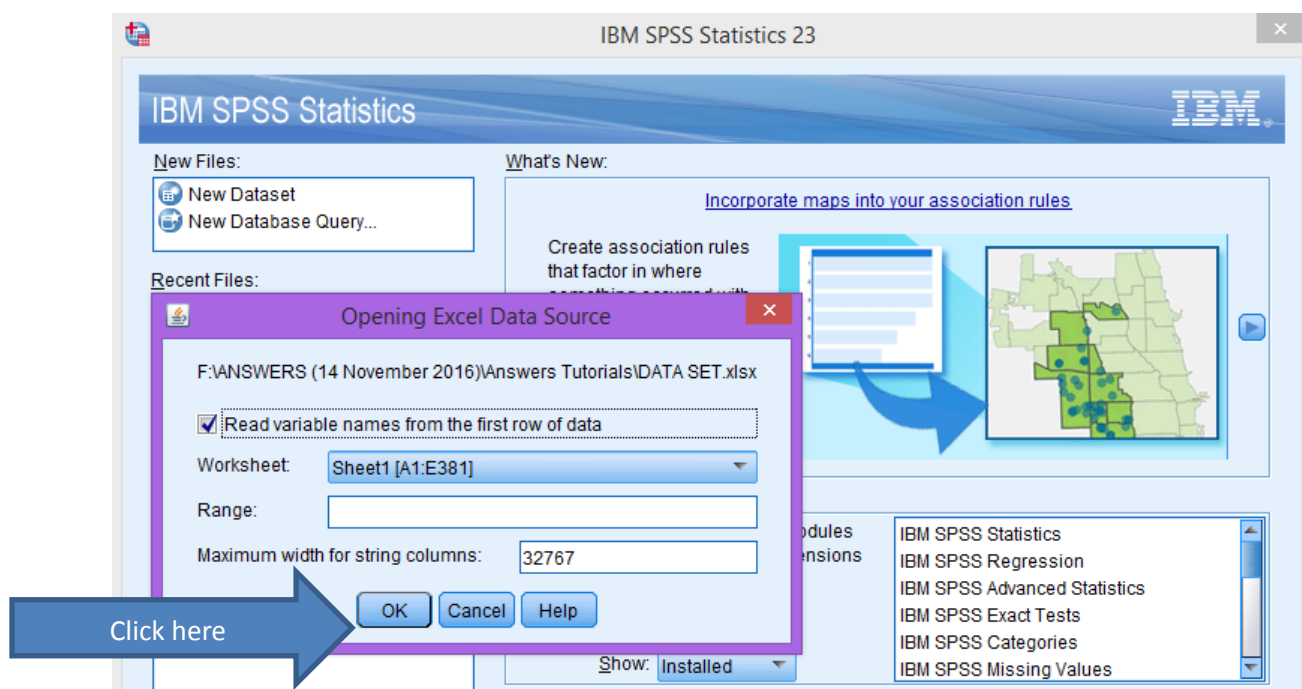 IBM SPSS Statistics 23
IBM SPSS Statistics
IBM
New Files:
New Dataset
New Database Query...
Recent Files:
What's New:
Incorporate maps into your association rules
Create association rules
that factor in where
something occurred with
Opening Excel Data Source
F:\ANSWERS (14 November 2016)\Answers Tutorials\DATA SET.xlsx
Read variable names from the first row of data
Worksheet: Sheet1 [A1:E381]
Range:
Maximum width for string columns: 32767
OK Cancel Help
Click here
IBM SPSS Statistics
IBM SPSS Regression
IBM SPSS Advanced Statistics
IBM SPSS Exact Tests
IBM SPSS Categories
IBM SPSS Missing Values
Show: Installed